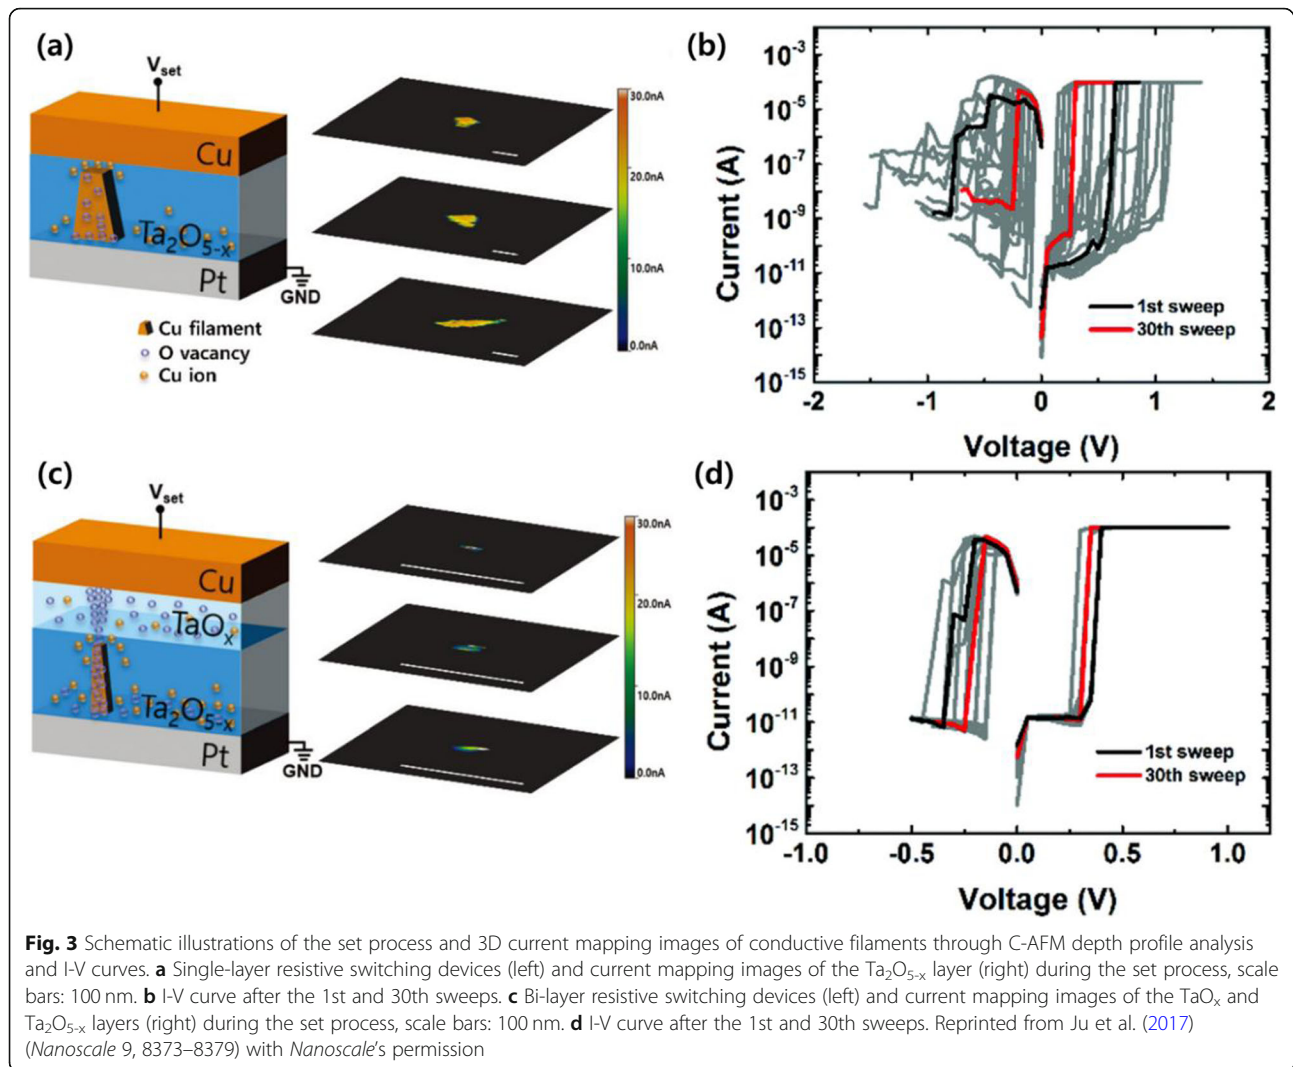 (a)
V_set
Cu
Ta₂O₅₋ₓ
Pt
GND
Cu filament
O vacancy
Cu ion
30.0nA
20.0nA
10.0nA
0.0nA
(b)
Current (A)
10⁻³
10⁻⁵
10⁻⁷
10⁻⁹
10⁻¹¹
10⁻¹³
10⁻¹⁵
1st sweep
30th sweep
-2 -1 0 1 2
Voltage (V)
(c)
V_set
Cu
TaOₓ
Ta₂O₅₋ₓ
Pt
GND
30.0nA
20.0nA
10.0nA
0.0nA
(d)
Current (A)
10⁻³
10⁻⁵
10⁻⁷
10⁻⁹
10⁻¹¹
10⁻¹³
10⁻¹⁵
1st sweep
30th sweep
-1.0 -0.5 0.0 0.5 1.0
Voltage (V)
Fig. 3 Schematic illustrations of the set process and 3D current mapping images of conductive filaments through C-AFM depth profile analysis
and I-V curves. a Single-layer resistive switching devices (left) and current mapping images of the Ta₂O₅₋ₓ layer (right) during the set process, scale
bars: 100 nm. b I-V curve after the 1st and 30th sweeps. c Bi-layer resistive switching devices (left) and current mapping images of the TaOₓ and
Ta₂O₅₋ₓ layers (right) during the set process, scale bars: 100 nm. d I-V curve after the 1st and 30th sweeps. Reprinted from Ju et al. (2017)
(Nanoscale 9, 8373–8379) with Nanoscale's permission